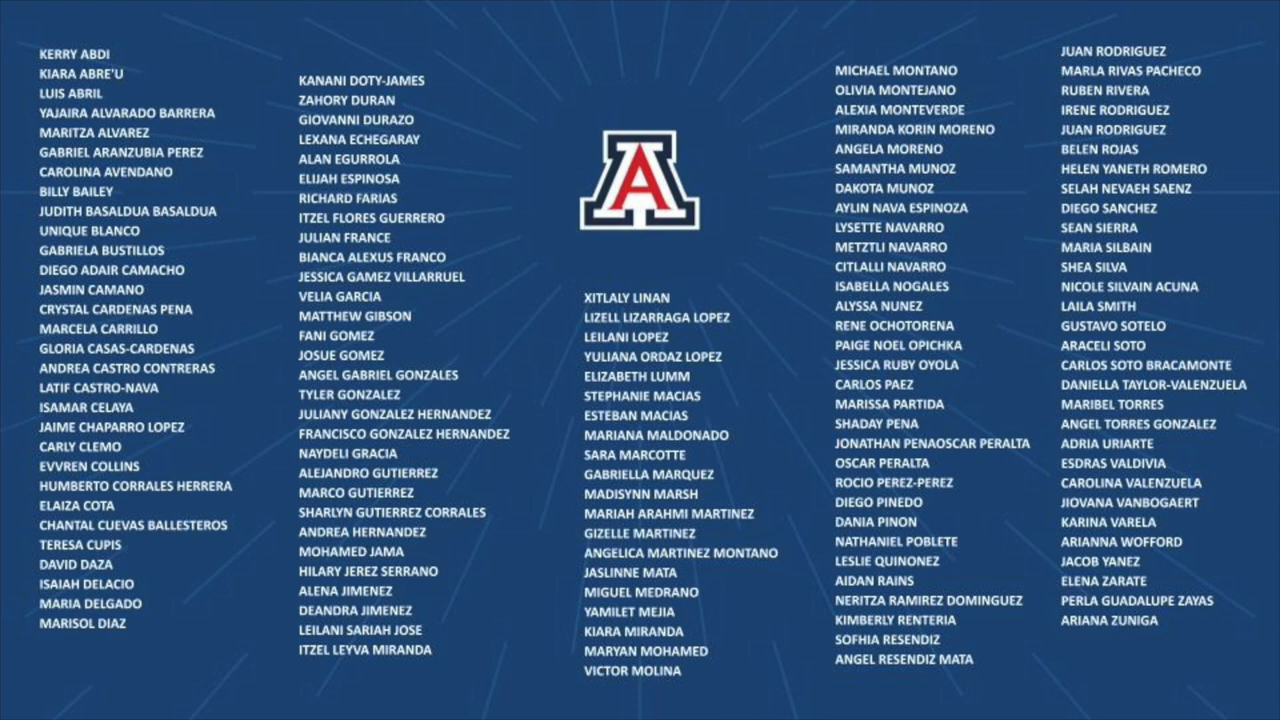 KERRY ABDI
KIARA ABRE'U
LUIS ABRIL
YAJAIRA ALVARADO BARRERA
MARITZA ALVAREZ
GABRIEL ARANZUBIA PEREZ
CAROLINA AVENDANO
BILLY BAILEY
JUDITH BASALDUA BASALDUA
UNIQUE BLANCO
GABRIELA BUSTILLOS
DIEGO ADAIR CAMACHO
JASMIN CAMANO
CRYSTAL CARDENAS PENA
MARCELA CARRILLO
GLORIA CASAS-CARDENAS
ANDREA CASTRO CONTRERAS
LATIF CASTRO-NAVA
ISAMAR CELAYA
JAIME CHAPARRO LOPEZ
CARLY CLEMO
EVVREN COLLINS
HUMBERTO CORRALES HERRERA
ELAIZA COTA
CHANTAL CUEVAS BALLESTEROS
TERESA CUPIS
DAVID DAZA
ISAIAH DELACIO
MARIA DELGADO
MARISOL DIAZ
KANANI DOTY-JAMES
ZAHORY DURAN
GIOVANNI DURAZO
LEXANA ECHEGARAY
ALAN EGURROLA
ELIJAH ESPINOSA
RICHARD FARIAS
ITZEL FLORES GUERRERO
JULIAN FRANCE
BIANCA ALEXUS FRANCO
JESSICA GAMEZ VILLARRUEL
VELIA GARCIA
MATTHEW GIBSON
FANI GOMEZ
JOSUE GOMEZ
ANGEL GABRIEL GONZALES
TYLER GONZALEZ
JULIANY GONZALEZ HERNANDEZ
FRANCISCO GONZALEZ HERNANDEZ
NAYDELI GRACIA
ALEJANDRO GUTIERREZ
MARCO GUTIERREZ
SHARLYN GUTIERREZ CORRALES
ANDREA HERNANDEZ
MOHAMED JAMA
HILARY JEREZ SERRANO
ALENA JIMENEZ
DEANDRA JIMENEZ
LEILANI SARIAH JOSE
ITZEL LEYVA MIRANDA
A
XITLALY LINAN
LIZELL LIZARRAGA LOPEZ
LEILANI LOPEZ
YULIANA ORDAZ LOPEZ
ELIZABETH LUMM
STEPHANIE MACIAS
ESTEBAN MACIAS
MARIANA MALDONADO
SARA MARCOTTE
GABRIELLA MARQUEZ
MADISYNN MARSH
MARIAH ARAHMI MARTINEZ
GIZELLE MARTINEZ
ANGELICA MARTINEZ MONTANO
JASLINNE MATA
MIGUEL MEDRANO
YAMILET MEJIA
KIARA MIRANDA
MARYAN MOHAMED
VICTOR MOLINA
MICHAEL MONTANO
OLIVIA MONTEJANO
ALEXIA MONTEVERDE
MIRANDA KORIN MORENO
ANGELA MORENO
SAMANTHA MUNOZ
DAKOTA MUNOZ
AYLIN NAVA ESPINOZA
LYSETTE NAVARRO
METZTLI NAVARRO
CITLALLI NAVARRO
ISABELLA NOGALES
ALYSSA NUNEZ
RENE OCHOTORENA
PAIGE NOEL OPICHKA
JESSICA RUBY OYOLA
CARLOS PAEZ
MARISSA PARTIDA
SHADAY PENA
JONATHAN PENAOSCAR PERALTA
OSCAR PERALTA
ROCIO PEREZ-PEREZ
DIEGO PINEDO
DANIA PINON
NATHANIEL POBLETE
LESLIE QUINONEZ
AIDAN RAINS
NERITZA RAMIREZ DOMINGUEZ
KIMBERLY RENTERIA
SOFHIA RESENDIZ
ANGEL RESENDIZ MATA
JUAN RODRIGUEZ
MARLA RIVAS PACHECO
RUBEN RIVERA
IRENE RODRIGUEZ
JUAN RODRIGUEZ
BELEN ROJAS
HELEN YANETH ROMERO
SELAH NEVAEH SAENZ
DIEGO SANCHEZ
SEAN SIERRA
MARIA SILBAIN
SHEA SILVA
NICOLE SILVAIN ACUNA
LAILA SMITH
GUSTAVO SOTELO
ARACELI SOTO
CARLOS SOTO BRACAMONTE
DANIELLA TAYLOR-VALENZUELA
MARIBEL TORRES
ANGEL TORRES GONZALEZ
ADRIA URIARTE
ESDRAS VALDIVIA
CAROLINA VALENZUELA
JIOVANA VANBOGAERT
KARINA VARELA
ARIANNA WOFFORD
JACOB YANEZ
ELENA ZARATE
PERLA GUADALUPE ZAYAS
ARIANA ZUNIGA